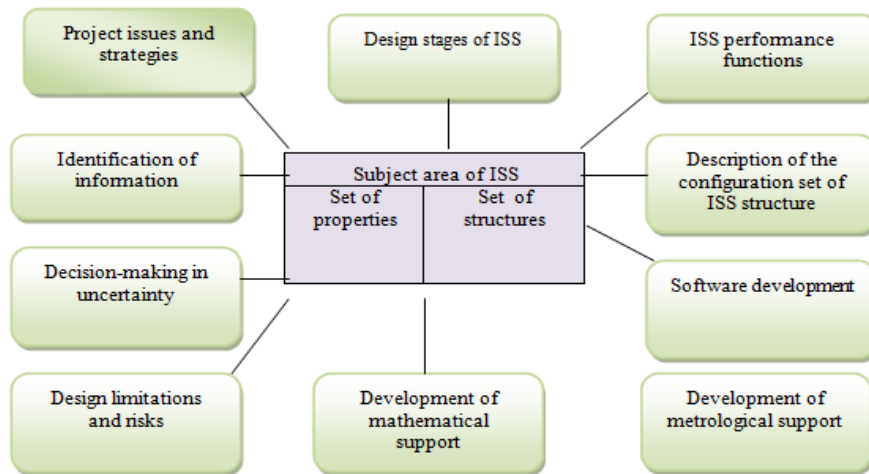 Project issues and
strategies
Design stages of ISS
ISS performance
functions
Identification of
information
Subject area of ISS
Set of
properties
Set of
structures
Description of the
configuration set of
ISS structure
Decision-making in
uncertainty
Software development
Design limitations
and risks
Development of
mathematical
support
Development of
metrological support